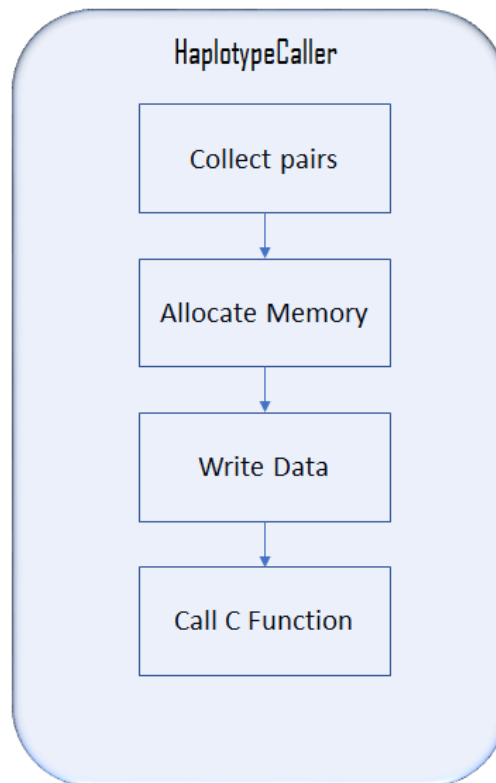 HaplotypeCaller
Collect pairs
Allocate Memory
Write Data
Call C Function